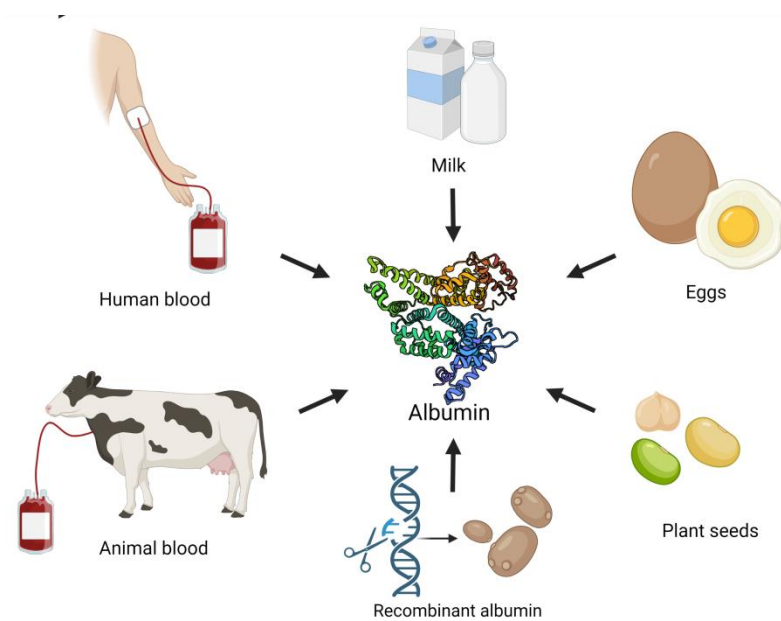 Milk
Human blood
Eggs
Albumin
Animal blood
Plant seeds
Recombinant albumin